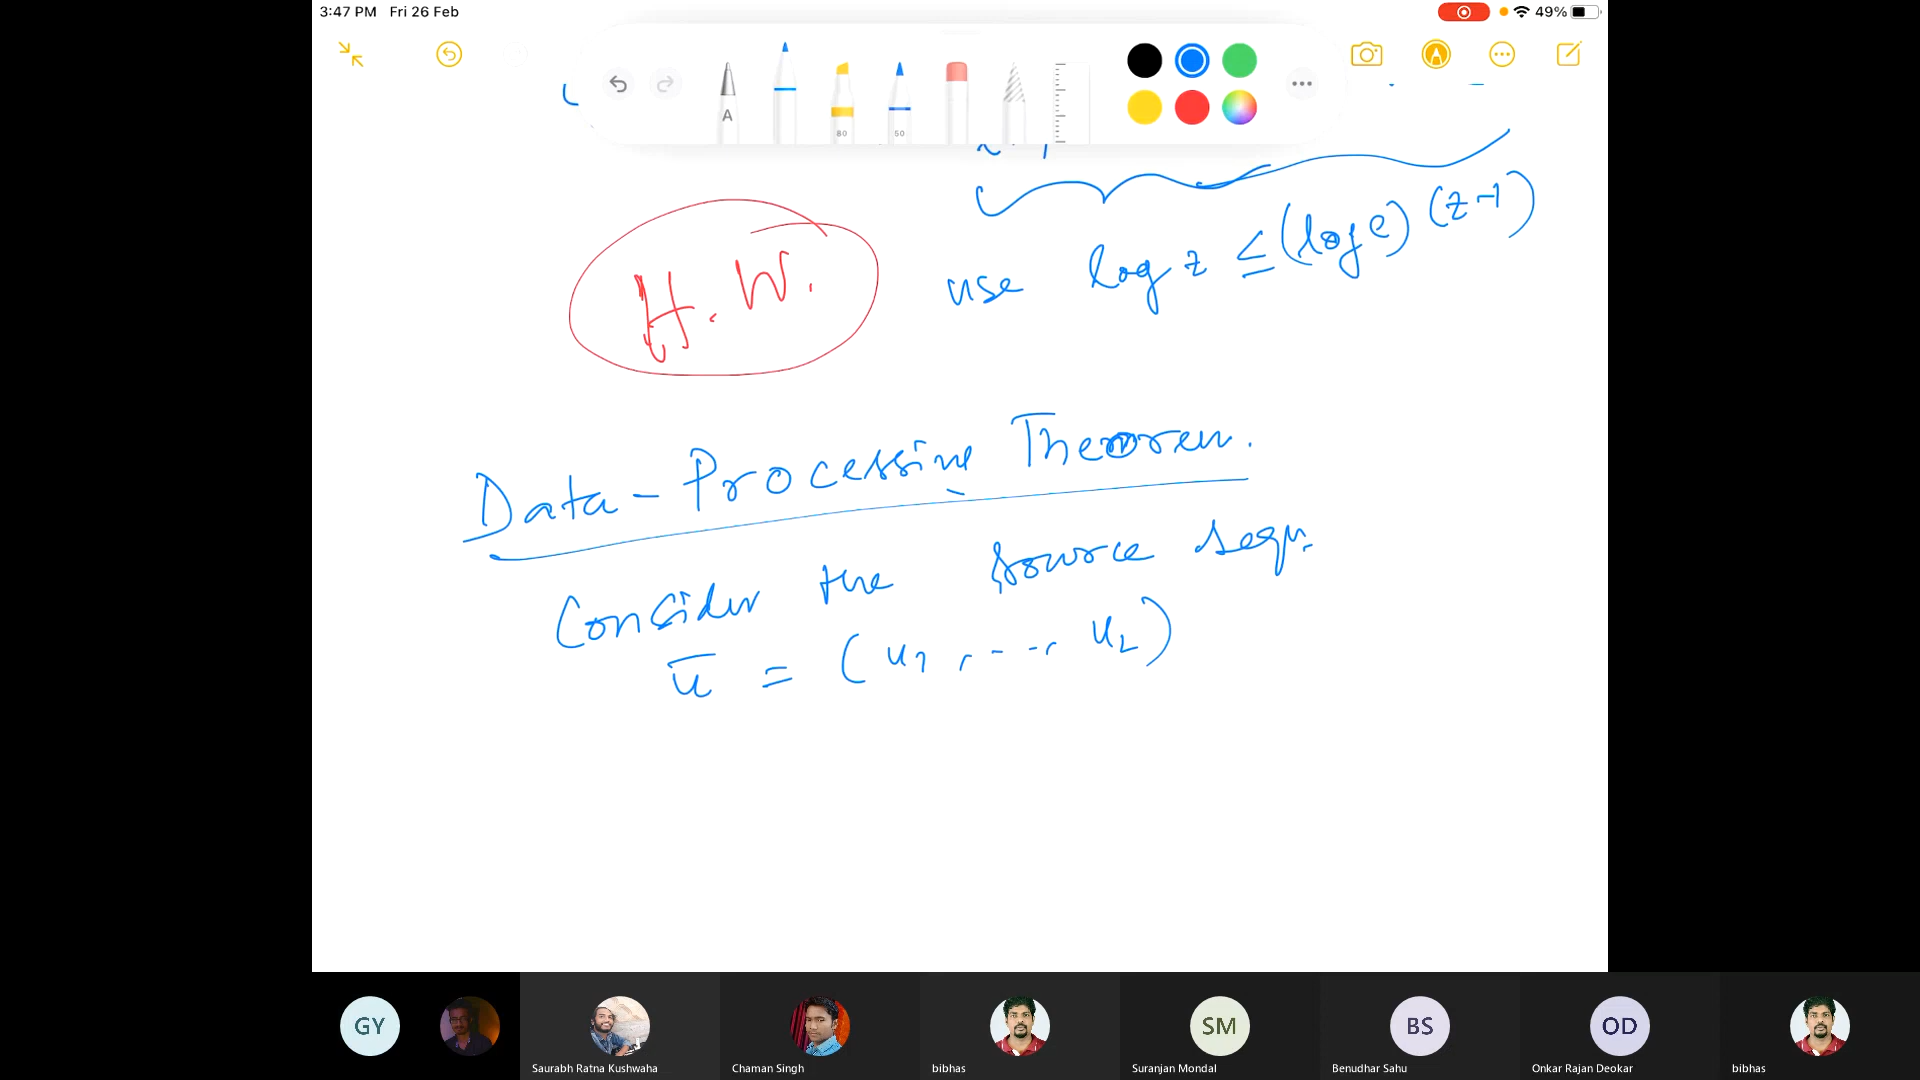 3:47 PM Fri 26 Feb
49%
A
80
50
H.W.
use log z ≤ (log e) (z-1)
Data-Processing Theorem.
Consider the source seqn.
ū = (u1, ..., uL)
GY
SM
BS
OD
Saurabh Ratna Kushwaha
Chaman Singh
bibhas
Suranjan Mondal
Benudhar Sahu
Onkar Rajan Deokar
bibhas